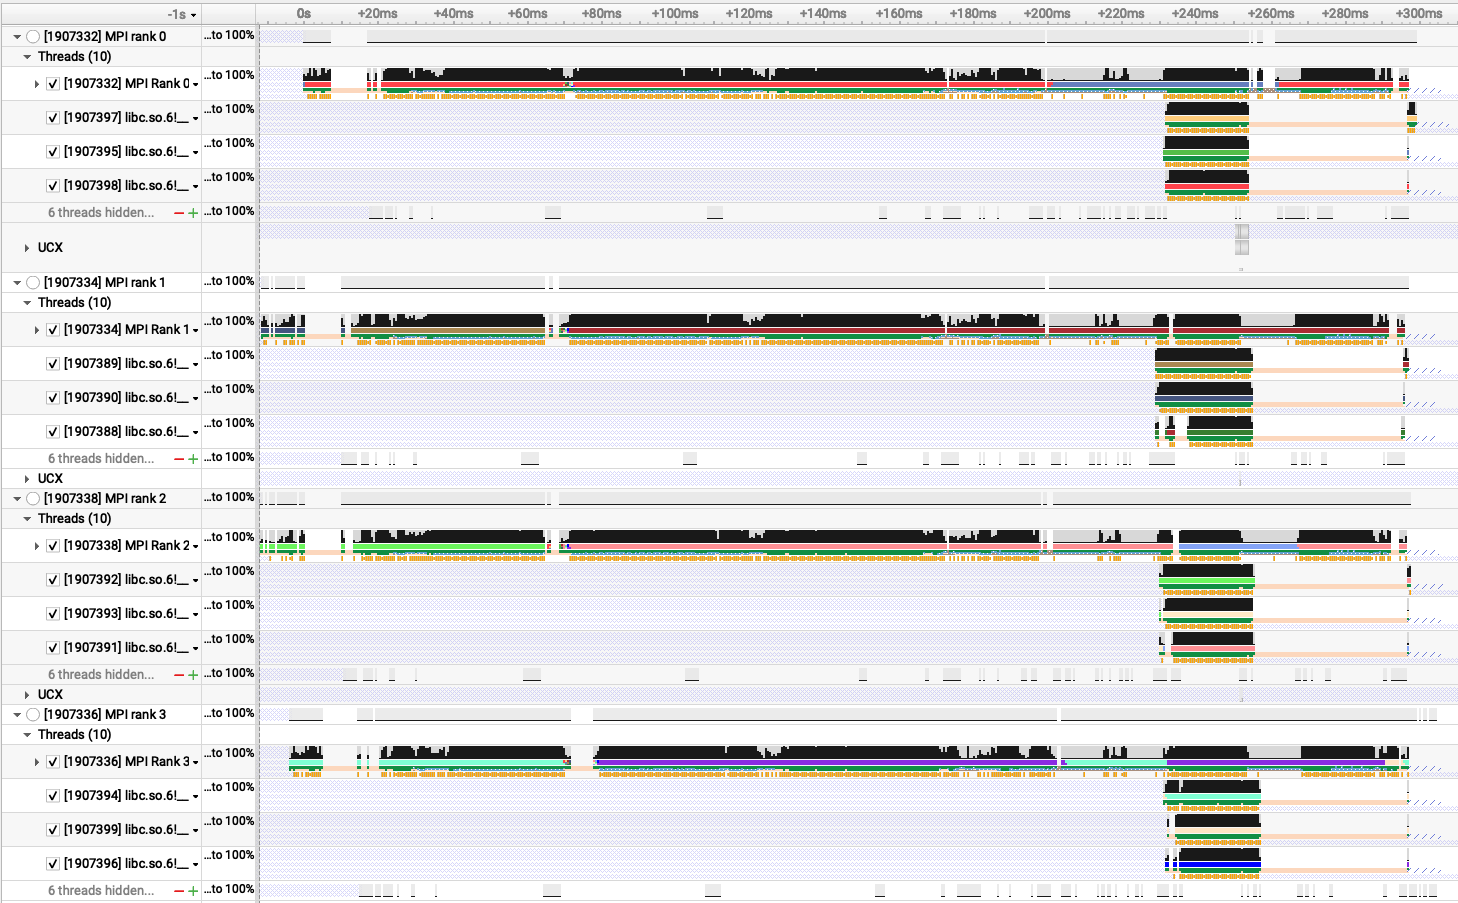 -1s 0s +20ms +40ms +60ms +80ms +100ms +120ms +140ms +160ms +180ms +200ms +220ms +240ms +260ms +280ms +300ms
[1907332] MPI rank 0 ...to 100%
Threads (10)
[1907332] MPI Rank 0 ...to 100%
[1907397] libc.so.6!__ ...to 100%
[1907395] libc.so.6!__ ...to 100%
[1907398] libc.so.6!__ ...to 100%
6 threads hidden... ...to 100%
UCX
[1907334] MPI rank 1 ...to 100%
Threads (10)
[1907334] MPI Rank 1 ...to 100%
[1907389] libc.so.6!__ ...to 100%
[1907390] libc.so.6!__ ...to 100%
[1907388] libc.so.6!__ ...to 100%
6 threads hidden... ...to 100%
UCX
[1907338] MPI rank 2 ...to 100%
Threads (10)
[1907338] MPI Rank 2 ...to 100%
[1907392] libc.so.6!__ ...to 100%
[1907393] libc.so.6!__ ...to 100%
[1907391] libc.so.6!__ ...to 100%
6 threads hidden... ...to 100%
UCX
[1907336] MPI rank 3 ...to 100%
Threads (10)
[1907336] MPI Rank 3 ...to 100%
[1907394] libc.so.6!__ ...to 100%
[1907399] libc.so.6!__ ...to 100%
[1907396] libc.so.6!__ ...to 100%
6 threads hidden... ...to 100%